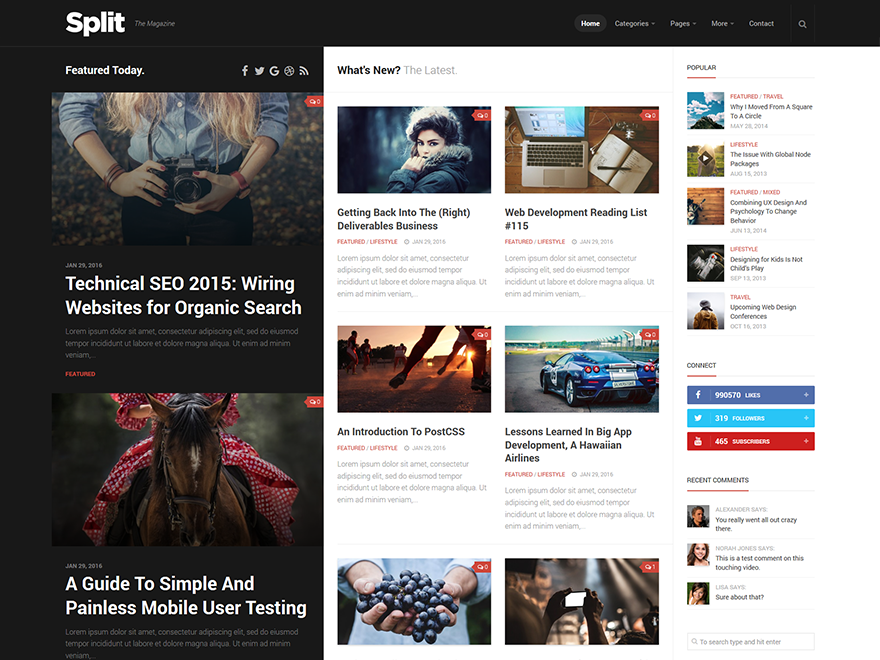 Split
The Magazine
Home Categories Pages More Contact
Featured Today.
0
JAN 29, 2016
Technical SEO 2015: Wiring
Websites for Organic Search
Lorem ipsum dolor sit amet, consectetur adipiscing elit, sed do eiusmod
tempor incididunt ut labore et dolore magna aliqua. Ut enim ad minim
veniam,...
FEATURED
0
JAN 29, 2016
A Guide To Simple And
Painless Mobile User Testing
Lorem ipsum dolor sit amet, consectetur adipiscing elit, sed do eiusmod
tempor incididunt ut labore et dolore magna aliqua. Ut enim ad minim
veniam,...
What's New? The Latest.
0
Getting Back Into The (Right)
Deliverables Business
FEATURED / LIFESTYLE JAN 29, 2016
Lorem ipsum dolor sit amet, consectetur
adipiscing elit, sed do eiusmod tempor
incididunt ut labore et dolore magna aliqua. Ut
enim ad minim veniam,...
0
Web Development Reading List
#115
FEATURED / LIFESTYLE JAN 29, 2016
Lorem ipsum dolor sit amet, consectetur
adipiscing elit, sed do eiusmod tempor
incididunt ut labore et dolore magna aliqua. Ut
enim ad minim veniam,...
0
An Introduction To PostCSS
FEATURED / LIFESTYLE JAN 29, 2016
Lorem ipsum dolor sit amet, consectetur
adipiscing elit, sed do eiusmod tempor
incididunt ut labore et dolore magna aliqua. Ut
enim ad minim veniam,...
0
Lessons Learned In Big App
Development, A Hawaiian
Airlines
FEATURED / LIFESTYLE JAN 29, 2016
Lorem ipsum dolor sit amet, consectetur
adipiscing elit, sed do eiusmod tempor
incididunt ut labore et dolore magna aliqua. Ut
enim ad minim veniam,...
0
1
POPULAR
FEATURED / TRAVEL
Why I Moved From A Square
To A Circle
MAY 28, 2014
LIFESTYLE
The Issue With Global Node
Packages
AUG 15, 2013
FEATURED / MIXED
Combining UX Design And
Psychology To Change
Behavior
JUN 13, 2014
LIFESTYLE
Designing for Kids Is Not
Child's Play
SEP 13, 2013
TRAVEL
Upcoming Web Design
Conferences
OCT 16, 2013
CONNECT
990570 LIKES +
319 FOLLOWERS +
465 SUBSCRIBERS +
RECENT COMMENTS
ALEXANDER SAYS:
You really went all out crazy
there.
NORAH JONES SAYS:
This is a test comment on this
touching video.
LISA SAYS:
Sure about that?
To search type and hit enter